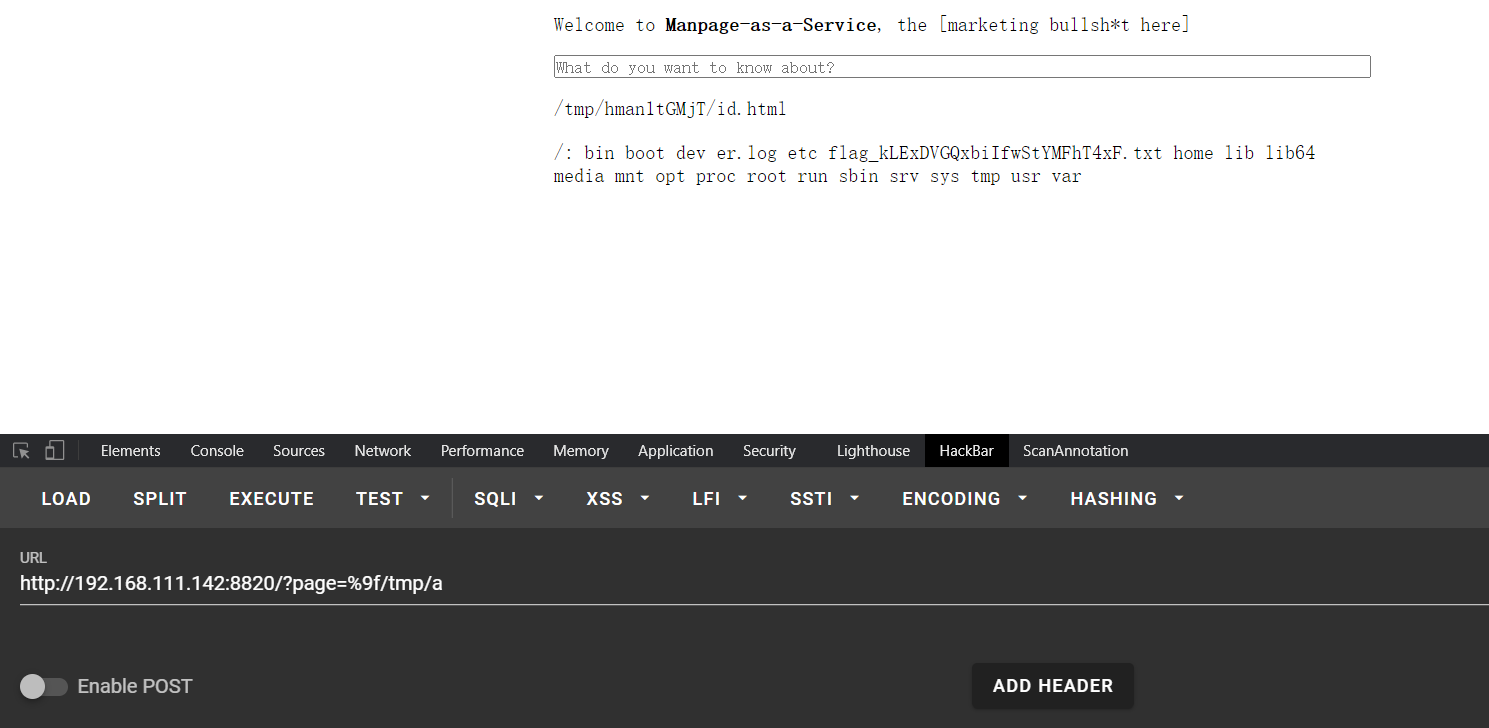 Welcome to Manpage-as-a-Service, the [marketing bullsh*t here]
What do you want to know about?
/tmp/hman1tGMjT/id.html
/: bin boot dev er.log etc flag_kLExDVGQxbiIfwStYMFhT4xF.txt home lib lib64
media mnt opt proc root run sbin srv sys tmp usr var
Elements Console Sources Network Performance Memory Application Security Lighthouse HackBar ScanAnnotation
LOAD SPLIT EXECUTE TEST SQLI XSS LFI SSTI ENCODING HASHING
URL
http://192.168.111.142:8820/?page=%9f/tmp/a
Enable POST
ADD HEADER